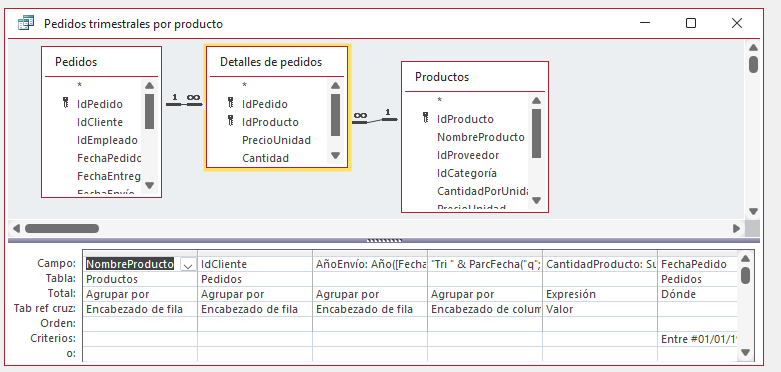 Pedidos trimestrales por producto
Pedidos
*
IdPedido
IdCliente
IdEmpleado
FechaPedido
FechaEntreg
FechaEnvío
Detalles de pedidos
*
IdPedido
IdProducto
PrecioUnidad
Cantidad
Productos
*
IdProducto
NombreProducto
IdProveedor
IdCategoría
CantidadPorUnida
PrecioUnidad
1 ∞
∞ 1
Campo: NombreProducto IdCliente AñoEnvío: Año([Fecha "Tri " & ParcFecha("q"; CantidadProducto: Su FechaPedido
Tabla: Productos Pedidos Pedidos
Total: Agrupar por Agrupar por Agrupar por Agrupar por Expresión Dónde
Tab ref cruz: Encabezado de fila Encabezado de fila Encabezado de fila Encabezado de colum Valor
Orden:
Criterios: Entre #01/01/19
o: